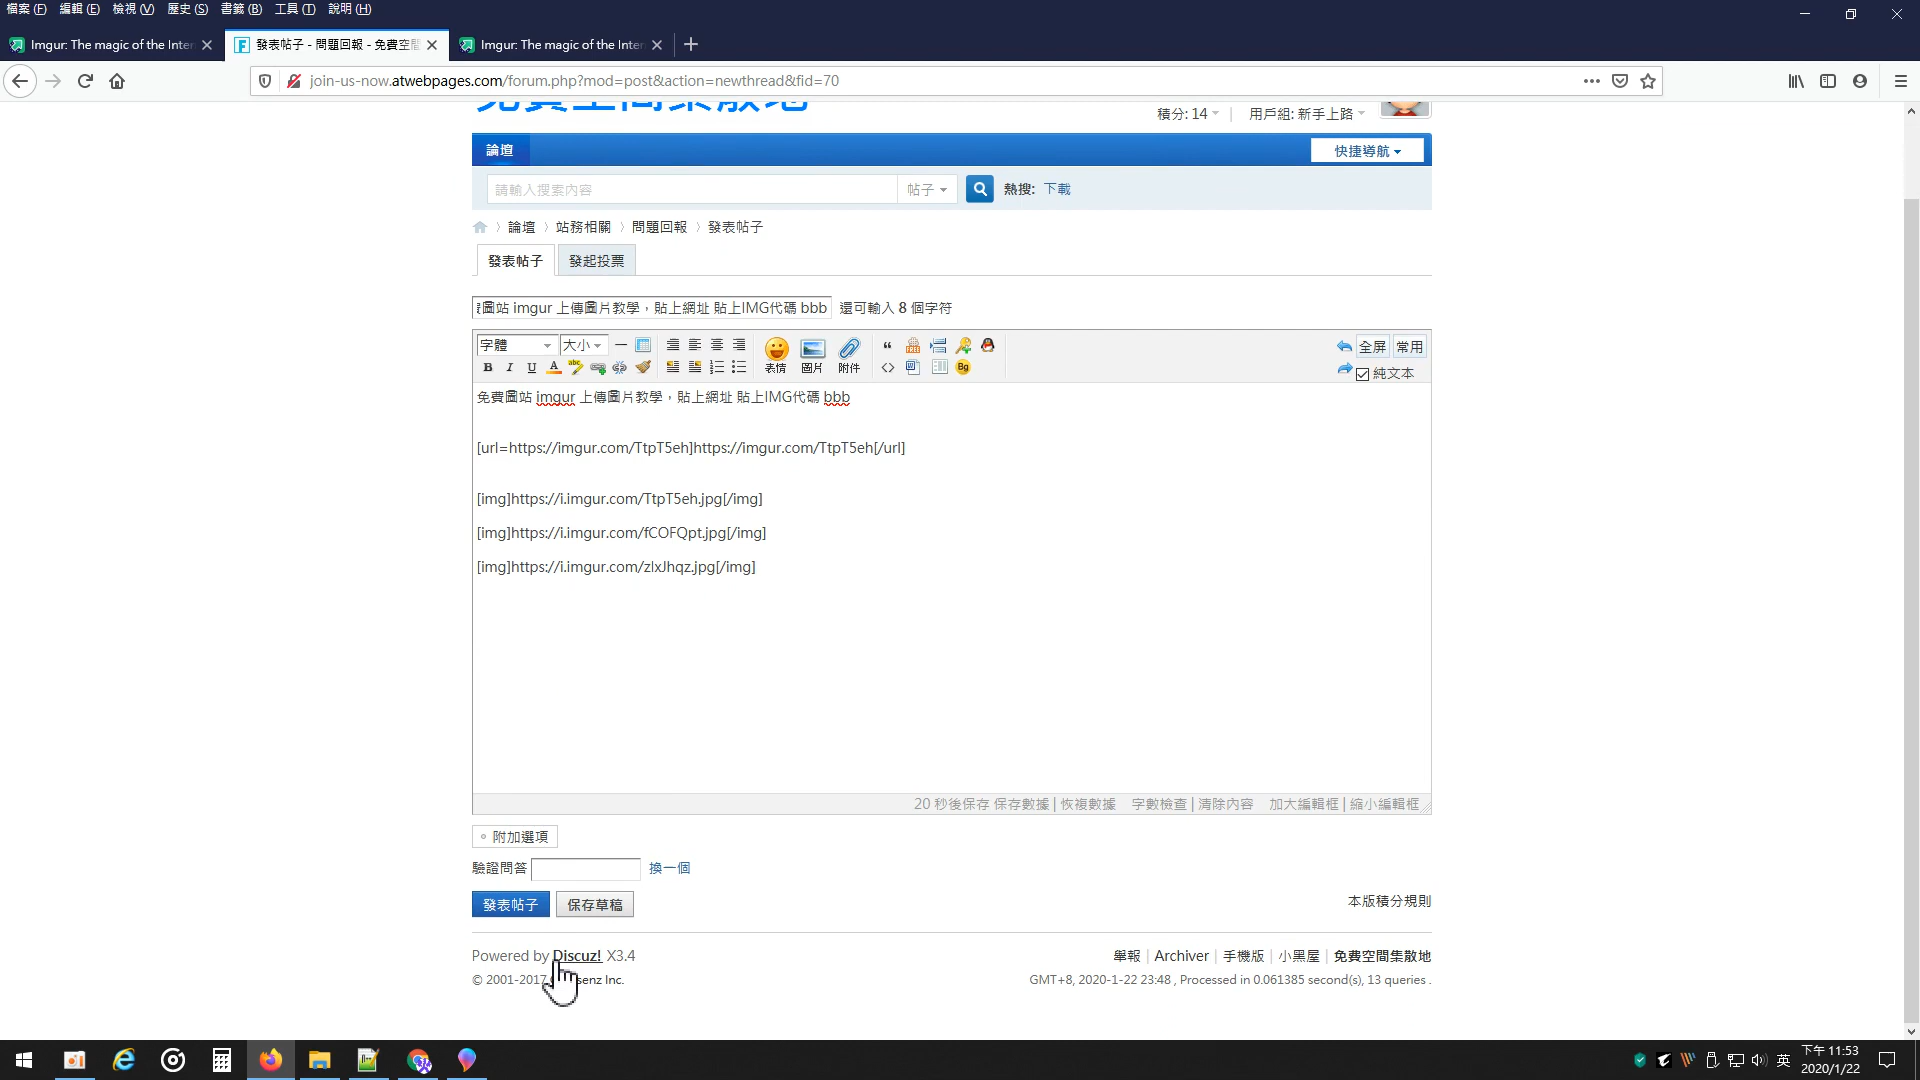 檔案 (F) 編輯 (E) 檢視 (V) 歷史 (S) 書籤 (B) 工具 (T) 說明 (H)
Imgur: The magic of the Inter
發表帖子 - 問題回報 - 免費空間
Imgur: The magic of the Inter
join-us-now.atwebpages.com/forum.php?mod=post&action=newthread&fid=70
免費空間集散地
積分: 14 | 用戶組: 新手上路
論壇
快捷導航
請輸入搜索內容 帖子 熱搜: 下載
論壇 › 站務相關 › 問題回報 › 發表帖子
發表帖子 發起投票
圖站 imgur 上傳圖片教學，貼上網址 貼上IMG代碼 bbb 還可輸入 8 個字符
字體 大小 全屏 常用
B I U A 表情 圖片 附件 <> Bg 純文本
免費圖站 imgur 上傳圖片教學，貼上網址 貼上IMG代碼 bbb
[url=https://imgur.com/TtpT5eh]https://imgur.com/TtpT5eh[/url]
[img]https://i.imgur.com/TtpT5eh.jpg[/img]
[img]https://i.imgur.com/fCOFQpt.jpg[/img]
[img]https://i.imgur.com/zlxJhqz.jpg[/img]
20 秒後保存 保存數據 | 恢複數據 字數檢查 | 清除內容 加大編輯框 | 縮小編輯框
附加選項
驗證問答 換一個
發表帖子 保存草稿 本版積分規則
Powered by Discuz! X3.4 舉報 | Archiver | 手機版 | 小黑屋 | 免費空間集散地
© 2001-2017 senz Inc. GMT+8, 2020-1-22 23:48 , Processed in 0.061385 second(s), 13 queries .
英 下午 11:53
2020/1/22